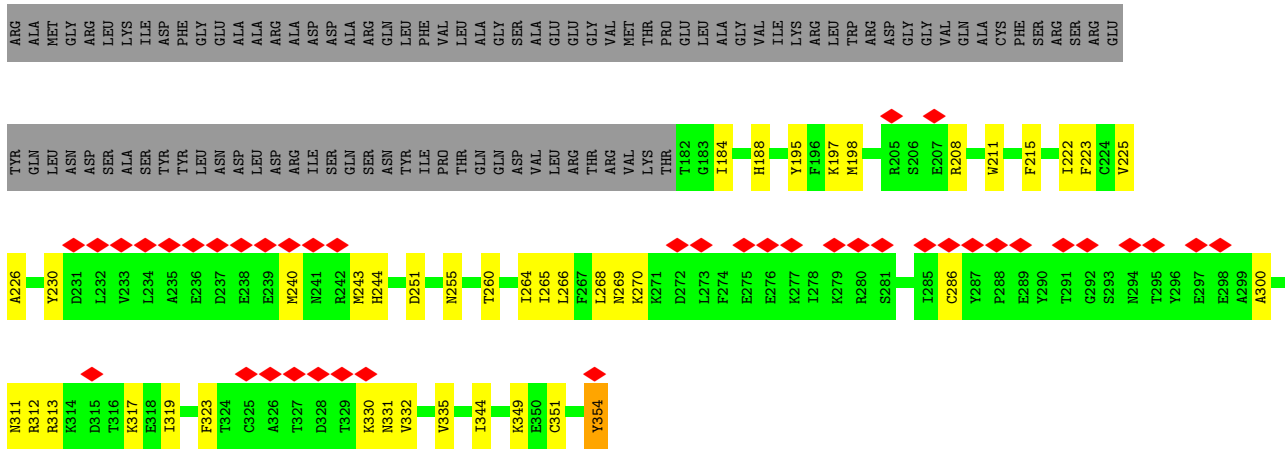 ARG ALA MET GLY ARG LEU LYS ILE ASP PHE GLY GLU ALA ALA ARG ALA ASP ASP ALA ARG GLN LEU PHE VAL LEU ALA GLY SER ALA GLU GLU GLY VAL MET THR PRO GLU LEU ALA GLY VAL ILE LYS ARG LEU TRP ARG ASP GLY GLY VAL GLN ALA CYS PHE SER ARG SER ARG GLU
TYR GLN LEU ASN ASP SER ALA SER TYR TYR LEU ASN ASP LEU ASP ARG ILE SER GLN SER ASN TYR ILE PRO THR GLN GLN ASP VAL LEU ARG THR ARG VAL LYS THR T182 G183 I184 H188 Y195 F196 K197 M198 R205 S206 E207 R208 W211 F215 I222 F223 C224 V225
A226 Y230 D231 L232 V233 L234 A235 E236 D237 E238 E239 M240 N241 R242 M243 H244 D251 N255 T260 I264 I265 L266 F267 L268 N269 K270 K271 D272 L273 F274 E275 E276 K277 I278 K279 R280 S281 I285 C286 Y287 P288 E289 Y290 T291 G292 S293 N294 T295 Y296 E297 E298 A299 A300
N311 R312 R313 K314 D315 T316 K317 E318 I319 F323 T324 C325 A326 T327 D328 T329 K330 N331 V332 V335 I344 K349 E350 C351 Y354